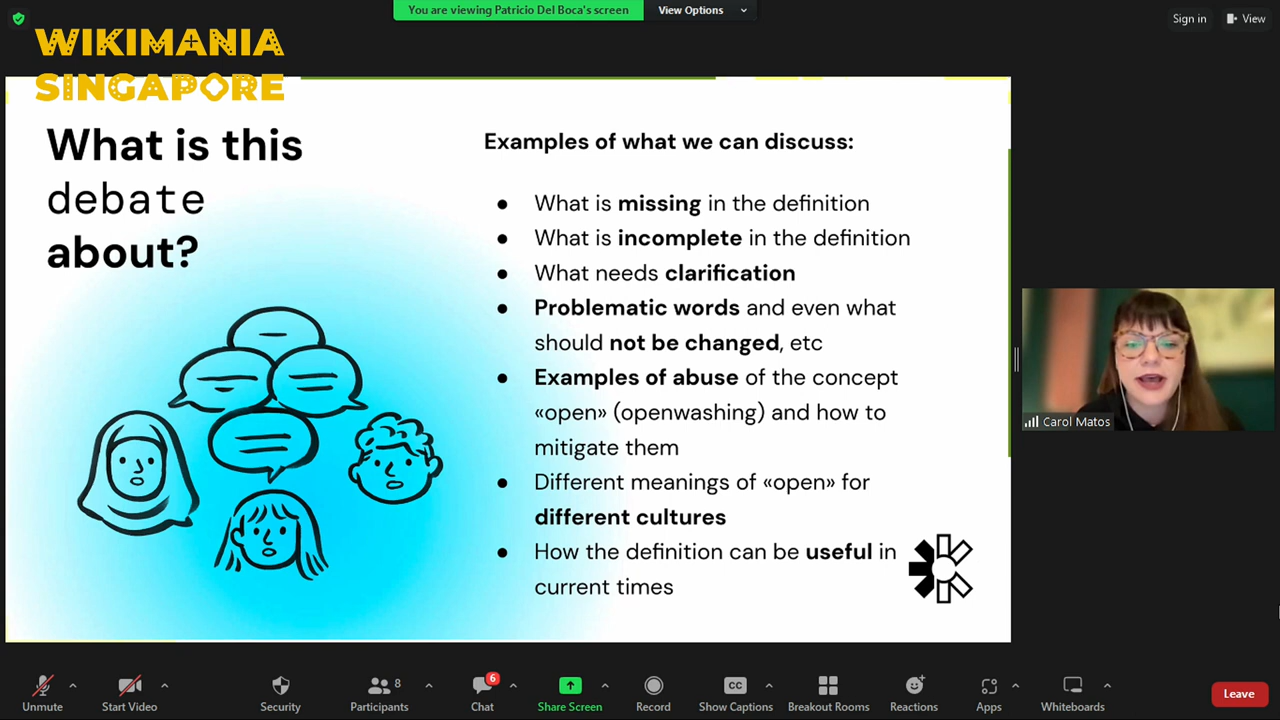 You are viewing Patricio Del Boca's screen
View Options
Sign in
View
WIKIMANIA
SINGAPORE
What is this
debate
about?
Examples of what we can discuss:
● What is missing in the definition
● What is incomplete in the definition
● What needs clarification
● Problematic words and even what
should not be changed, etc
● Examples of abuse of the concept
«open» (openwashing) and how to
mitigate them
● Different meanings of «open» for
different cultures
● How the definition can be useful in
current times
Carol Matos
Unmute
Start Video
Security
Participants
8
Chat
6
Share Screen
Record
CC
Show Captions
Breakout Rooms
Reactions
Apps
Whiteboards
Leave